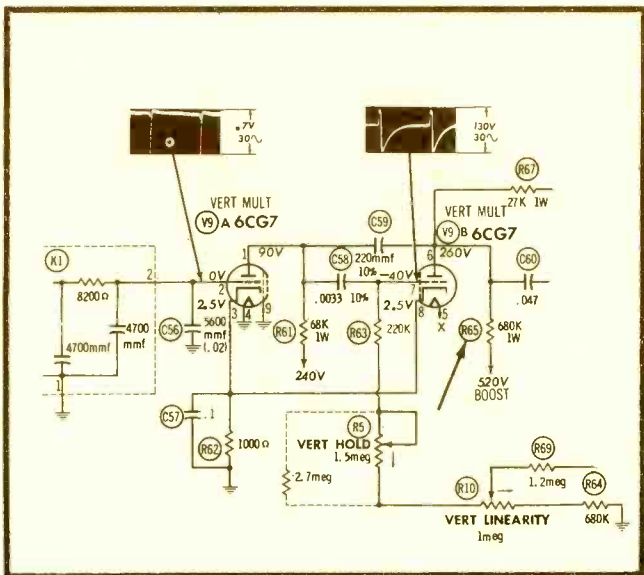 .7V
30~
130V
30~
R67
27K 1W
VERT MULT
V9 A 6CG7
VERT MULT
V9 B 6CG7
C59
220mmf
10%
1
90V
6
260V
K1
8200Ω
2
0V
2
2.5V
3
4
9
C58
.0033 10%
-40V
7
2.5V
8
5
X
C60
.047
4700mmf
4700
mmf
1
C56
5600
mmf
(.02)
R61
68K
1W
240V
R63
220K
R65
680K
1W
520V
BOOST
C57
.1
R62
1000Ω
R5
VERT HOLD
1.5meg
2.7meg
R69
1.2meg
R10
R64
VERT LINEARITY
1meg
680K